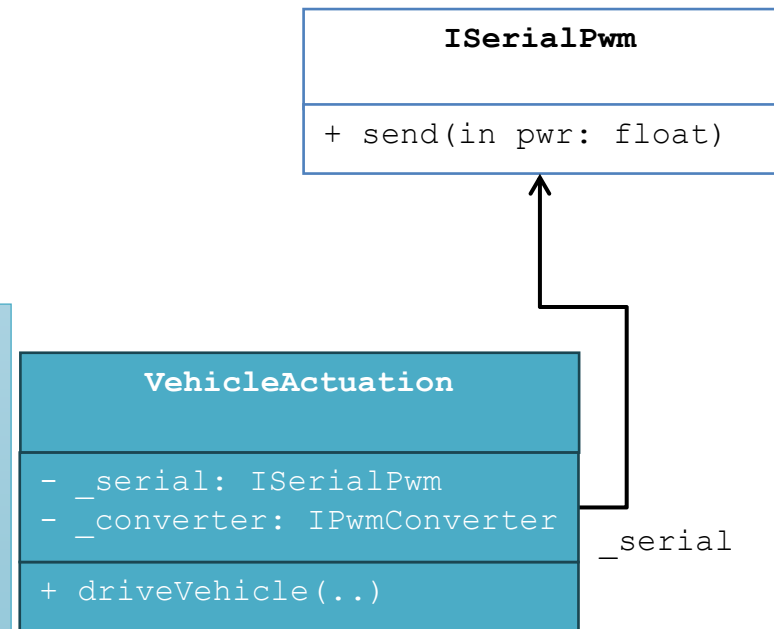 ISerialPwm
+ send(in pwr: float)
VehicleActuation
- _serial: ISerialPwm
- _converter: IPwmConverter
_serial
+ driveVehicle(..)